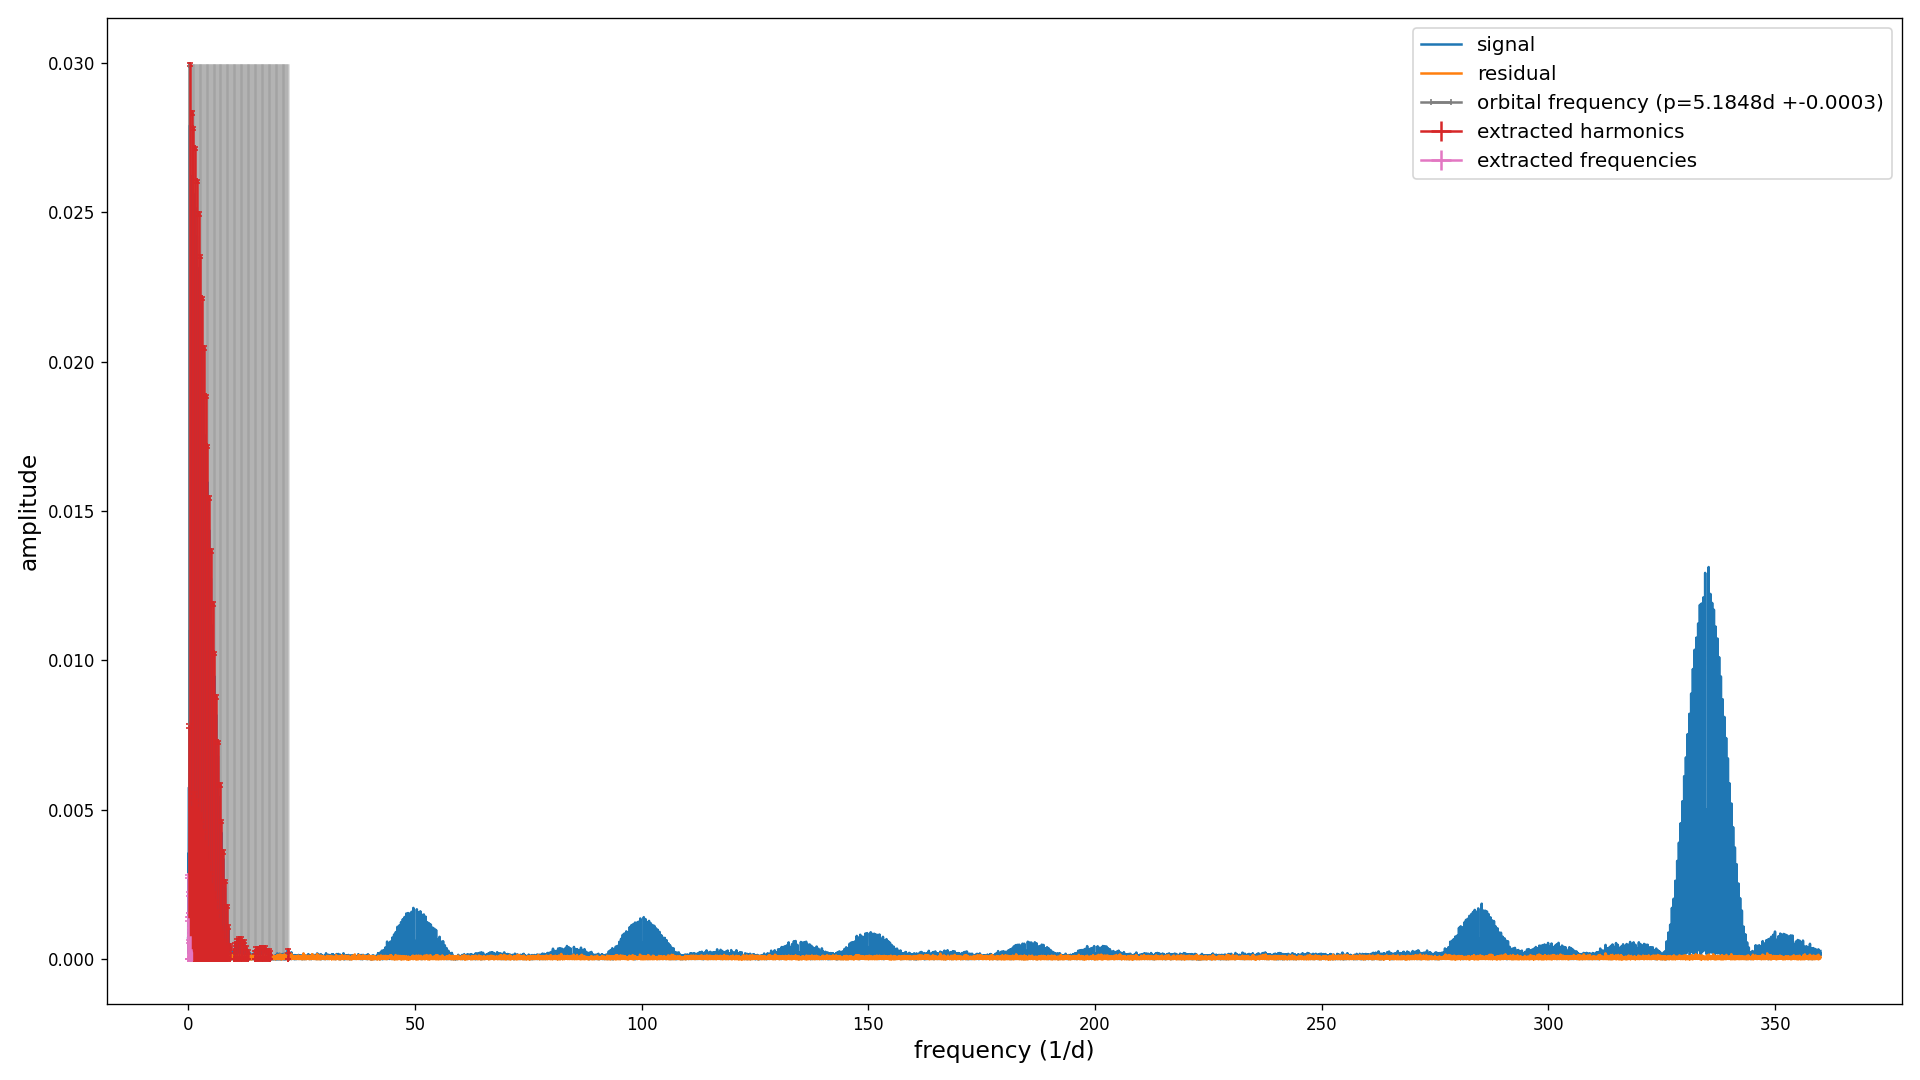 signal
residual
orbital frequency (p=5.1848d +-0.0003)
extracted harmonics
extracted frequencies
0.030
0.025
0.020
0.015
0.010
0.005
0.000
amplitude
0 50 100 150 200 250 300 350
frequency (1/d)